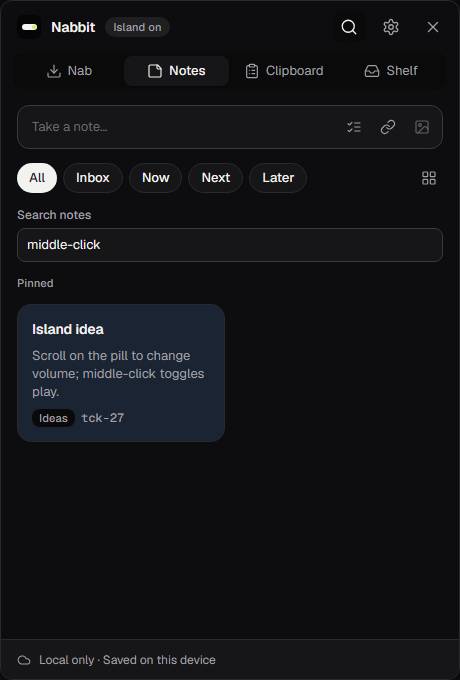 Nabbit Island on
Nab Notes Clipboard Shelf
Take a note...
All Inbox Now Next Later
Search notes
middle-click
Pinned
Island idea
Scroll on the pill to change
volume; middle-click toggles
play.
Ideas tck-27
Local only · Saved on this device